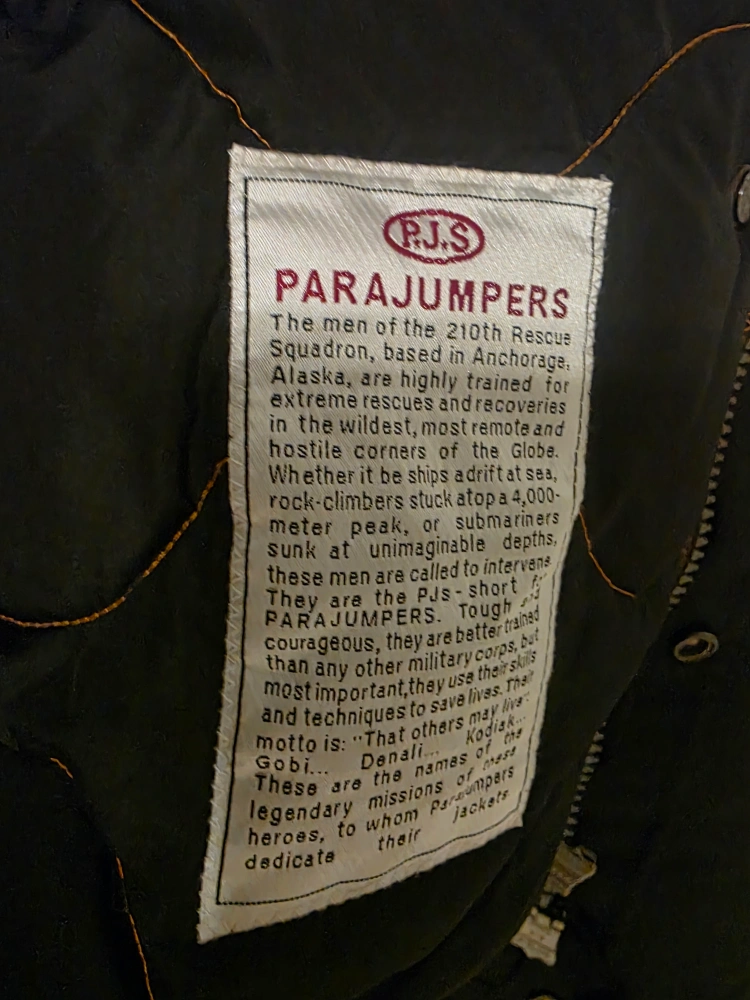 P.J.S
PARAJUMPERS
The men of the 210th Rescue
Squadron, based in Anchorage,
Alaska, are highly trained for
extreme rescues and recoveries
in the wildest, most remote and
hostile corners of the Globe.
Whether it be ships adrift at sea,
rock-climbers stuck atop a 4,000-
meter peak, or submariners
sunk at unimaginable depths,
these men are called to intervene.
They are the PJs - short
PARAJUMPERS. Tough
courageous, they are better trained
than any other military corps, but
most important, they use their skills
and techniques to save lives. Their
motto is: "That others may live"
Gobi... Denali... Kodiak...
These are the names of the
legendary missions of these
heroes, to whom Parajumpers
dedicate their jackets